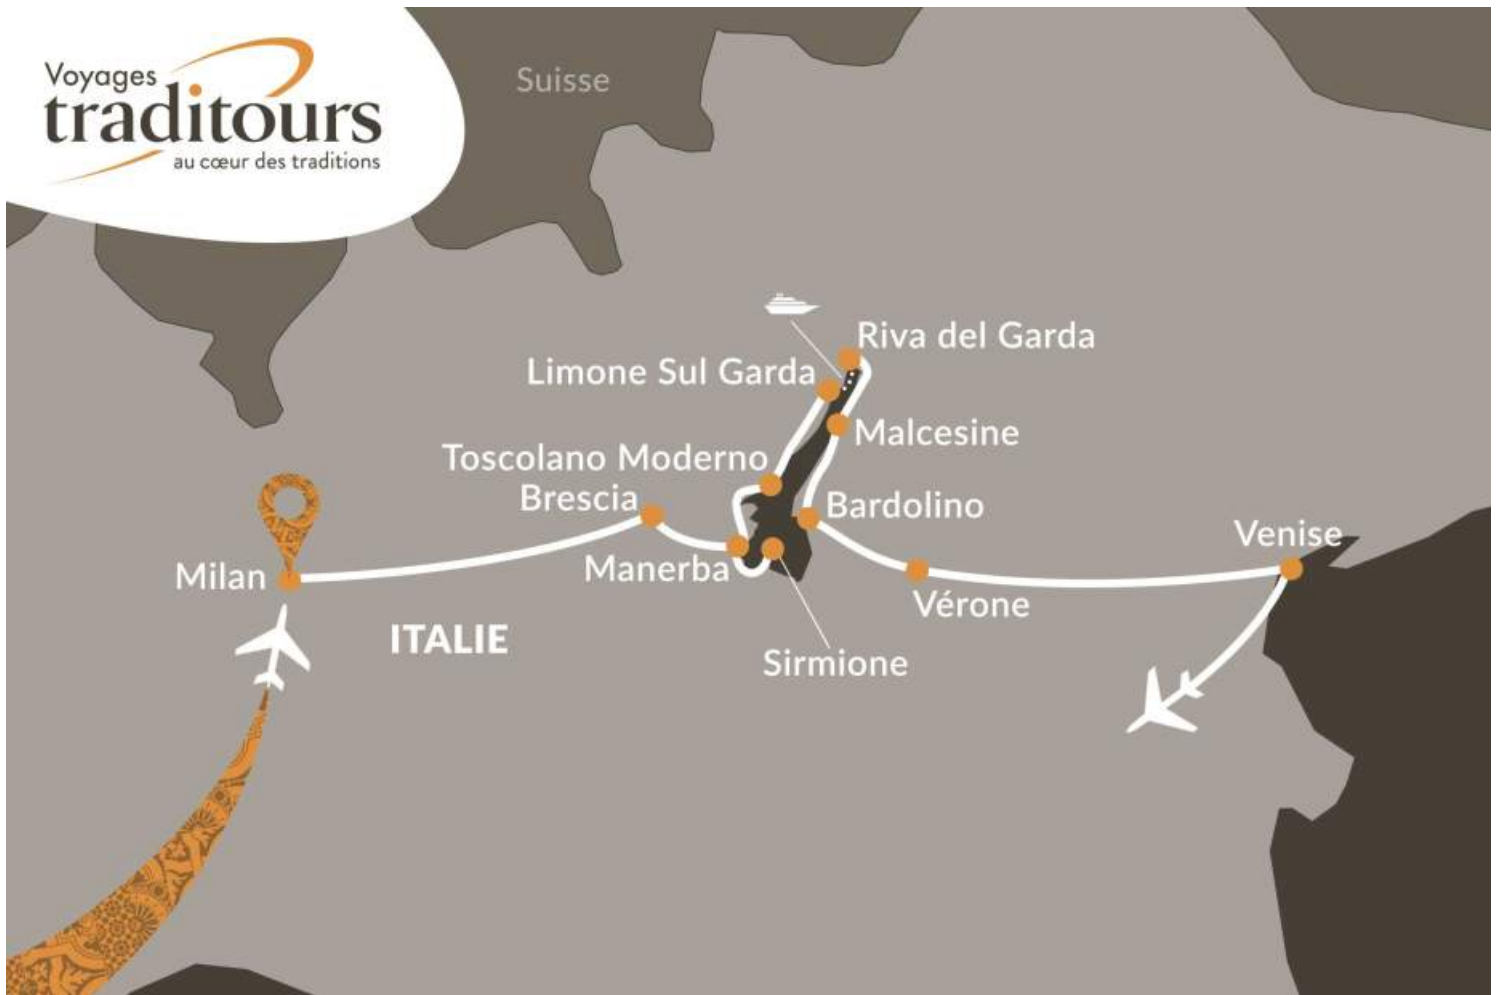 Voyages
traditours
au cœur des traditions
Suisse
Riva del Garda
Limone Sul Garda
Malcesine
Toscolano Moderno
Brescia
Bardolino
Venise
Manerba
Milan
Vérone
ITALIE
Sirmione